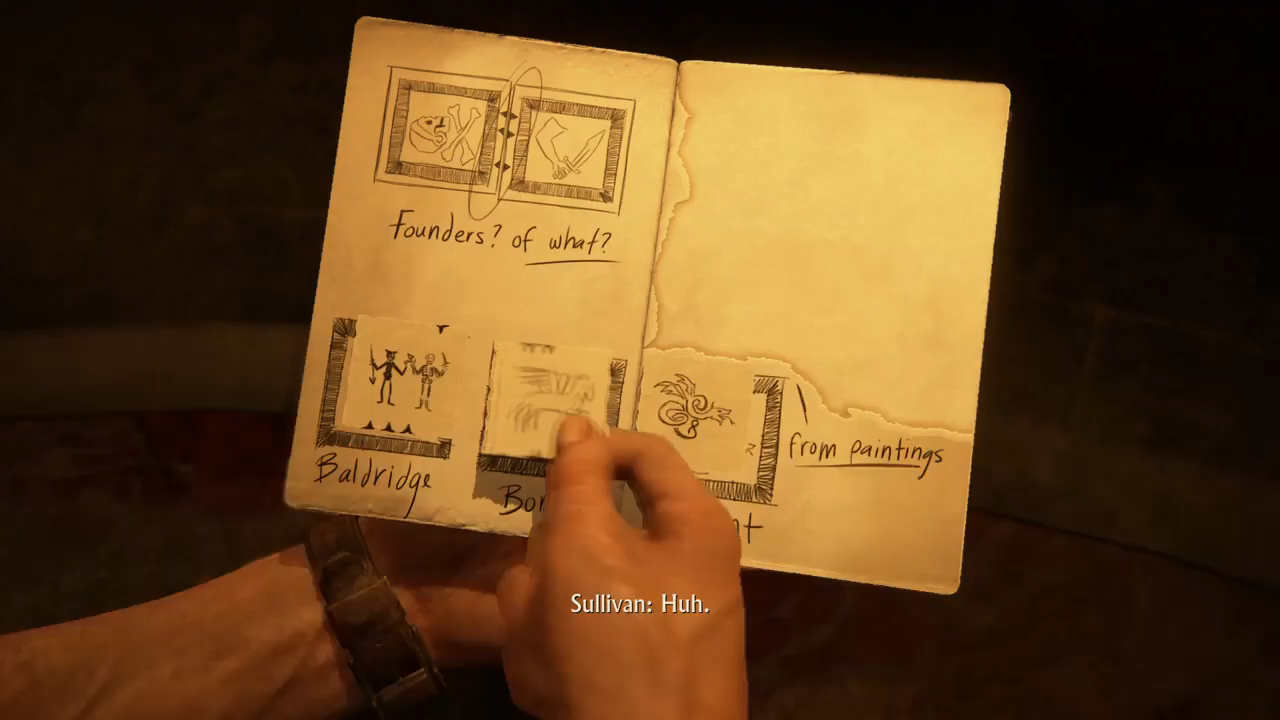 Founders? of what?
Baldridge
from paintings
Sullivan: Huh.